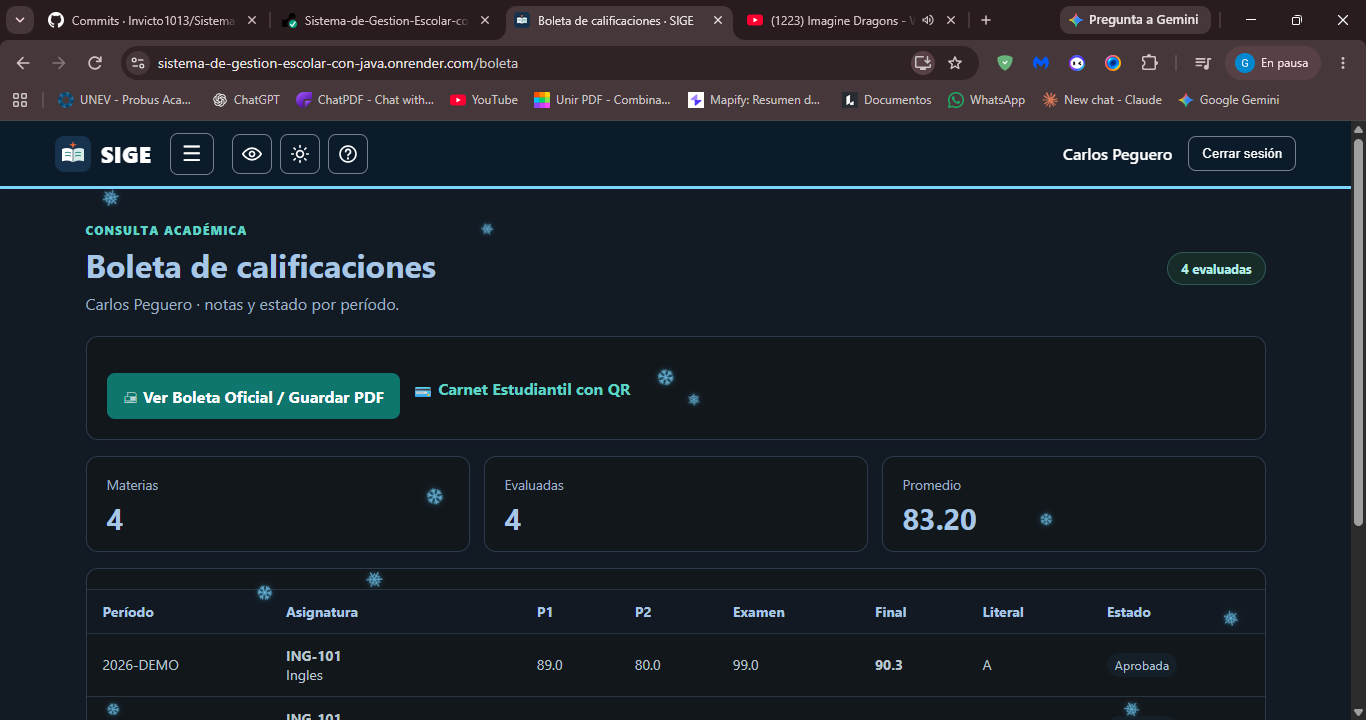 Commits · Invicto1013/Sistema
Sistema-de-Gestion-Escolar-co
Boleta de calificaciones · SIGE
(1223) Imagine Dragons -
Pregunta a Gemini
sistema-de-gestion-escolar-con-java.onrender.com/boleta
G En pausa
UNEV - Probus Aca...
ChatGPT
ChatPDF - Chat with...
YouTube
Unir PDF - Combina...
Mapify: Resumen d...
Documentos
WhatsApp
New chat - Claude
Google Gemini
SIGE
Carlos Peguero
Cerrar sesión
CONSULTA ACADÉMICA
Boleta de calificaciones
4 evaluadas
Carlos Peguero · notas y estado por período.
Ver Boleta Oficial / Guardar PDF
Carnet Estudiantil con QR
Materias
4
Evaluadas
4
Promedio
83.20
Período Asignatura P1 P2 Examen Final Literal Estado
2026-DEMO ING-101 89.0 80.0 99.0 90.3 A Aprobada
Ingles
ING-101